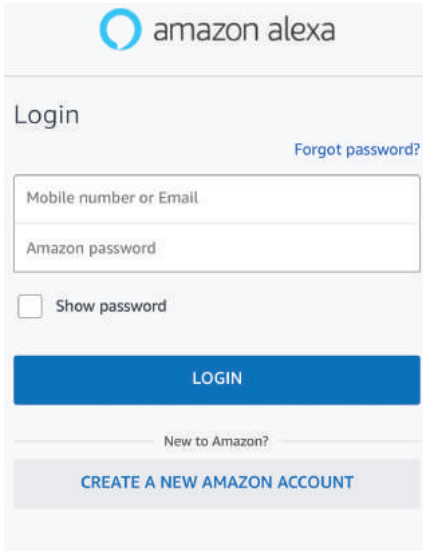 amazon alexa
Login
Forgot password?
Mobile number or Email
Amazon password
Show password
LOGIN
New to Amazon?
CREATE A NEW AMAZON ACCOUNT